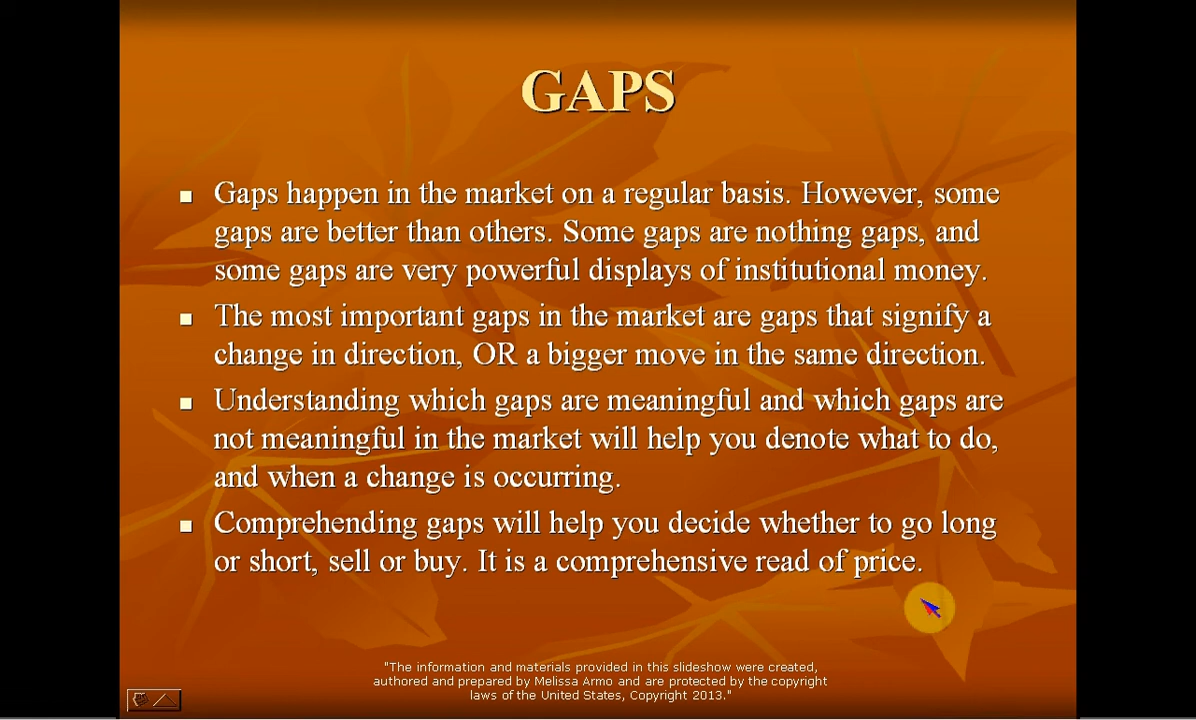 GAPS
Gaps happen in the market on a regular basis. However, some
gaps are better than others. Some gaps are nothing gaps, and
some gaps are very powerful displays of institutional money.
The most important gaps in the market are gaps that signify a
change in direction, OR a bigger move in the same direction.
Understanding which gaps are meaningful and which gaps are
not meaningful in the market will help you denote what to do,
and when a change is occurring.
Comprehending gaps will help you decide whether to go long
or short, sell or buy. It is a comprehensive read of price.
"The information and materials provided in this slideshow were created,
authored and prepared by Melissa Armo and are protected by the copyright
laws of the United States, Copyright 2013."